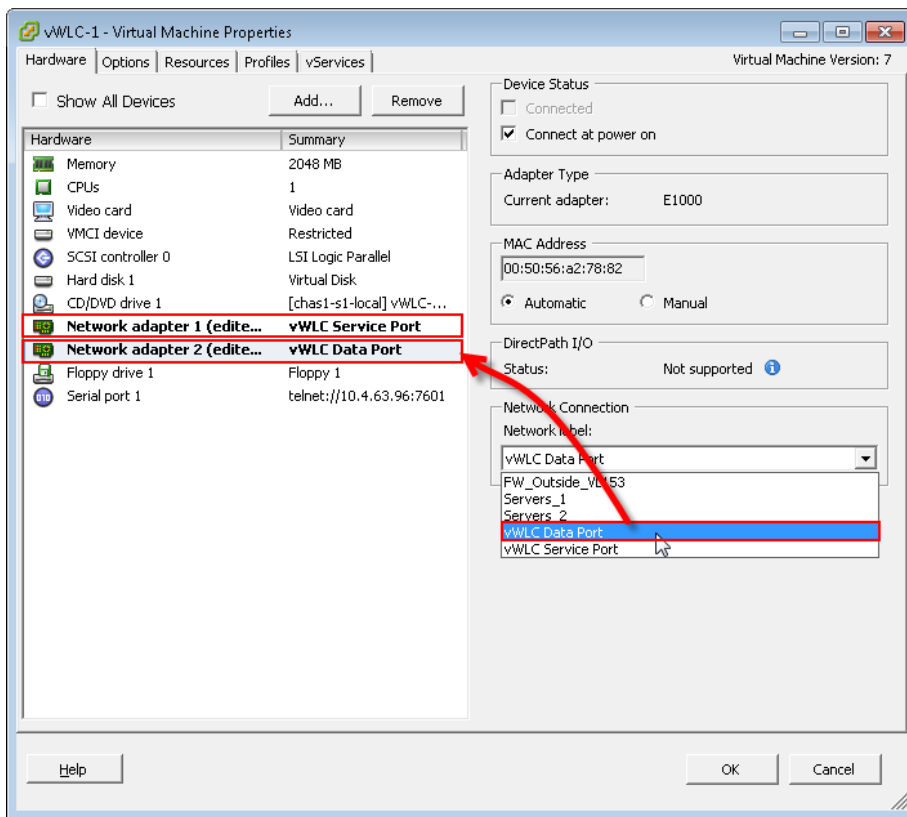 vWLC-1 - Virtual Machine Properties
Hardware Options Resources Profiles vServices Virtual Machine Version: 7
Show All Devices Add... Remove
Hardware Summary
Memory 2048 MB
CPUs 1
Video card Video card
VMCI device Restricted
SCSI controller 0 LSI Logic Parallel
Hard disk 1 Virtual Disk
CD/DVD drive 1 [chas1-s1-local] vWLC-...
Network adapter 1 (edite... vWLC Service Port
Network adapter 2 (edite... vWLC Data Port
Floppy drive 1 Floppy 1
Serial port 1 telnet://10.4.63.96:7601
Device Status
Connected
Connect at power on
Adapter Type
Current adapter: E1000
MAC Address
00:50:56:a2:78:82
Automatic Manual
DirectPath I/O
Status: Not supported
Network Connection
Network label:
vWLC Data Port
FW_Outside_VL153
Servers_1
Servers_2
vWLC Data Port
vWLC Service Port
Help OK Cancel